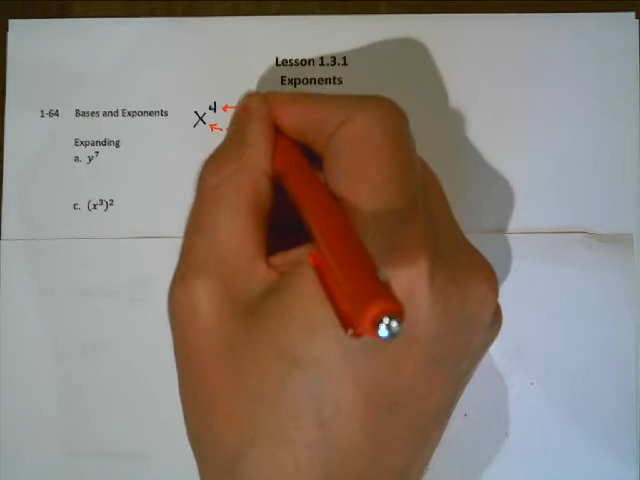 Lesson 1.3.1
Exponents
1-64 Bases and Exponents x⁴
Expanding
a. y⁷
c. (x³)²